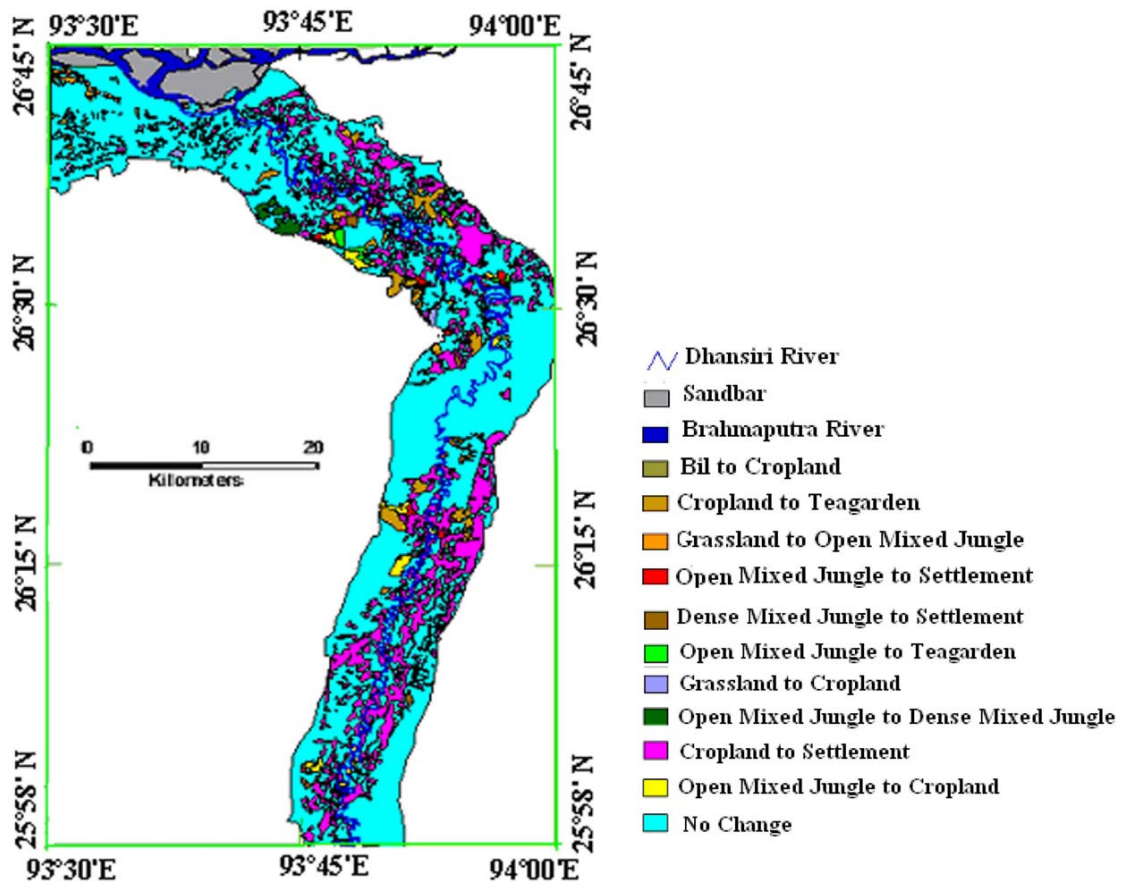 93°30'E 93°45'E 94°00'E
26°45' N
26°45' N
26°30' N
26°30' N
Dhansiri River
Sandbar
Brahmaputra River
0 10 20
Kilometers
Bil to Cropland
Cropland to Teagarden
26°15' N
26°15' N
Grassland to Open Mixed Jungle
Open Mixed Jungle to Settlement
Dense Mixed Jungle to Settlement
Open Mixed Jungle to Teagarden
Grassland to Cropland
Open Mixed Jungle to Dense Mixed Jungle
Cropland to Settlement
Open Mixed Jungle to Cropland
No Change
25°58' N
25°58' N
93°30'E 93°45'E 94°00'E